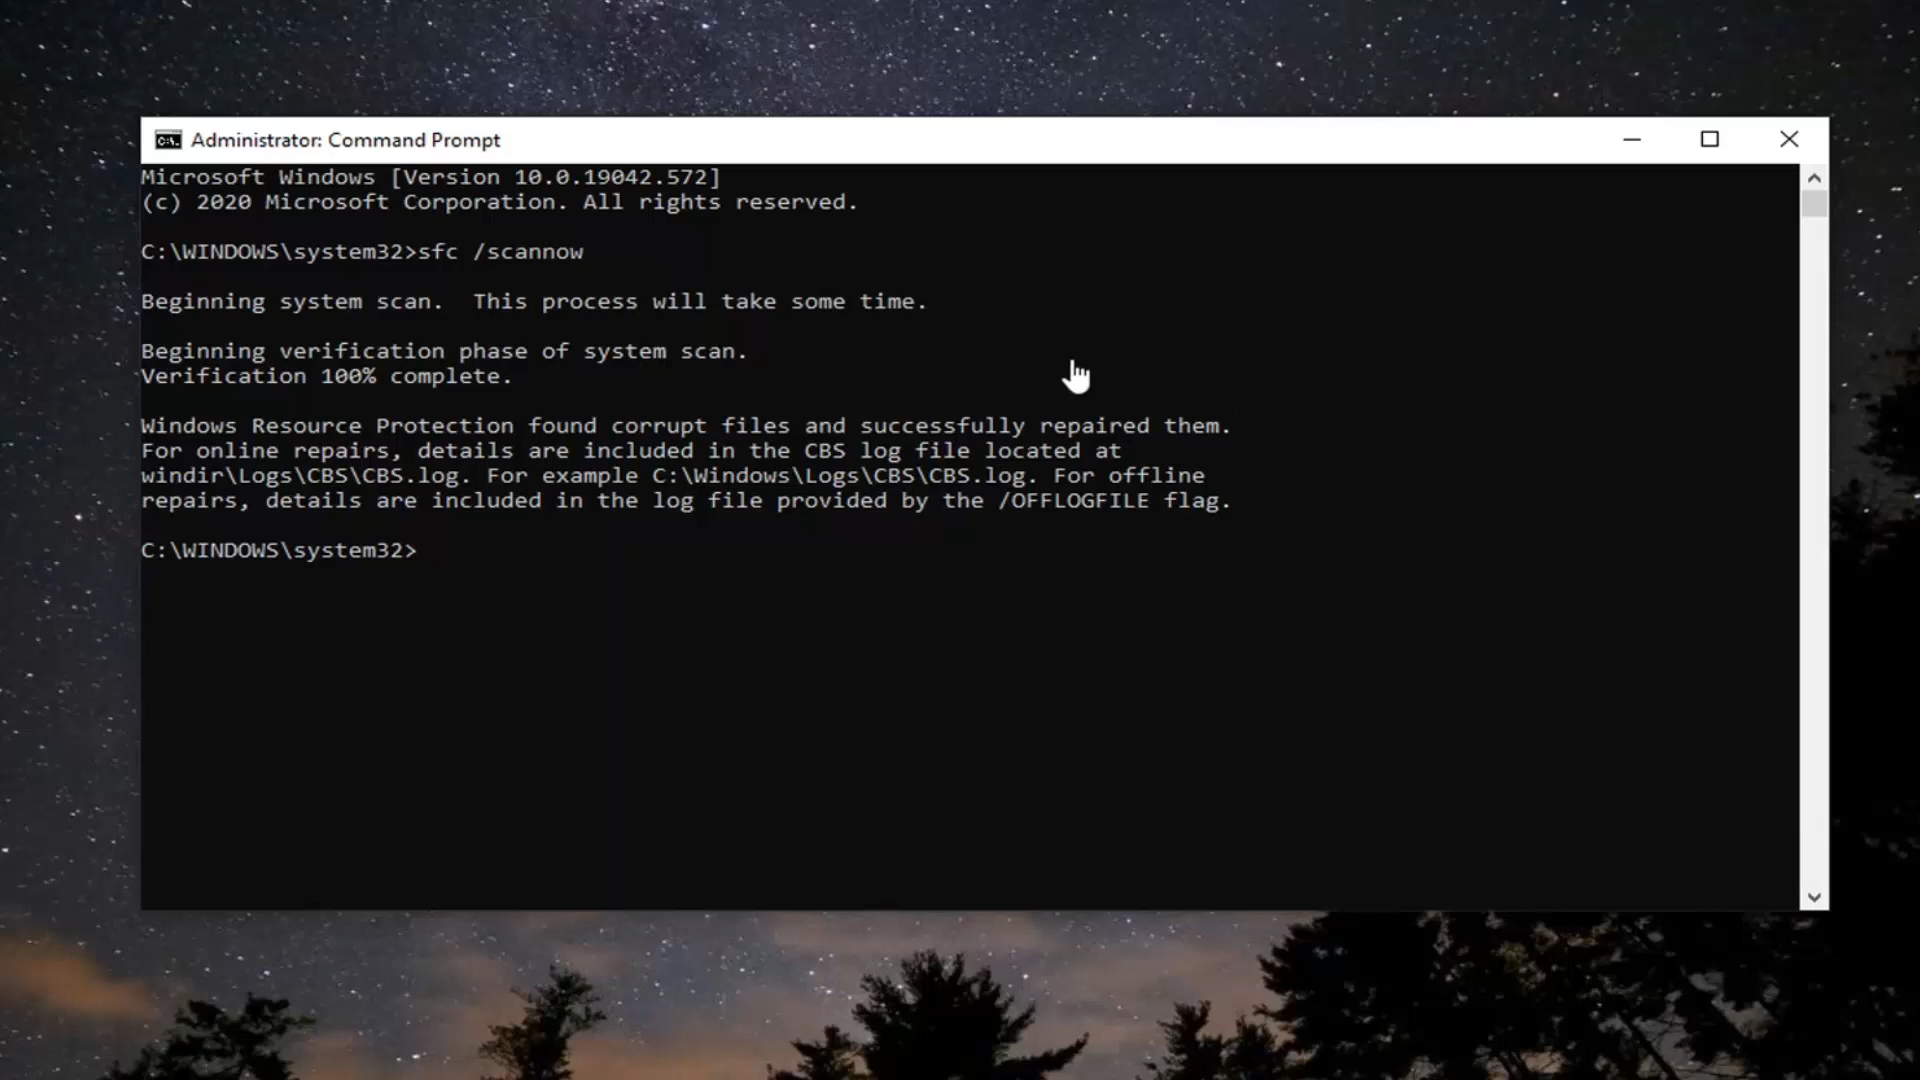 Administrator: Command Prompt
Microsoft Windows [Version 10.0.19042.572]
(c) 2020 Microsoft Corporation. All rights reserved.
C:\WINDOWS\system32>sfc /scannow
Beginning system scan.  This process will take some time.
Beginning verification phase of system scan.
Verification 100% complete.
Windows Resource Protection found corrupt files and successfully repaired them.
For online repairs, details are included in the CBS log file located at
windir\Logs\CBS\CBS.log. For example C:\Windows\Logs\CBS\CBS.log. For offline
repairs, details are included in the log file provided by the /OFFLOGFILE flag.
C:\WINDOWS\system32>